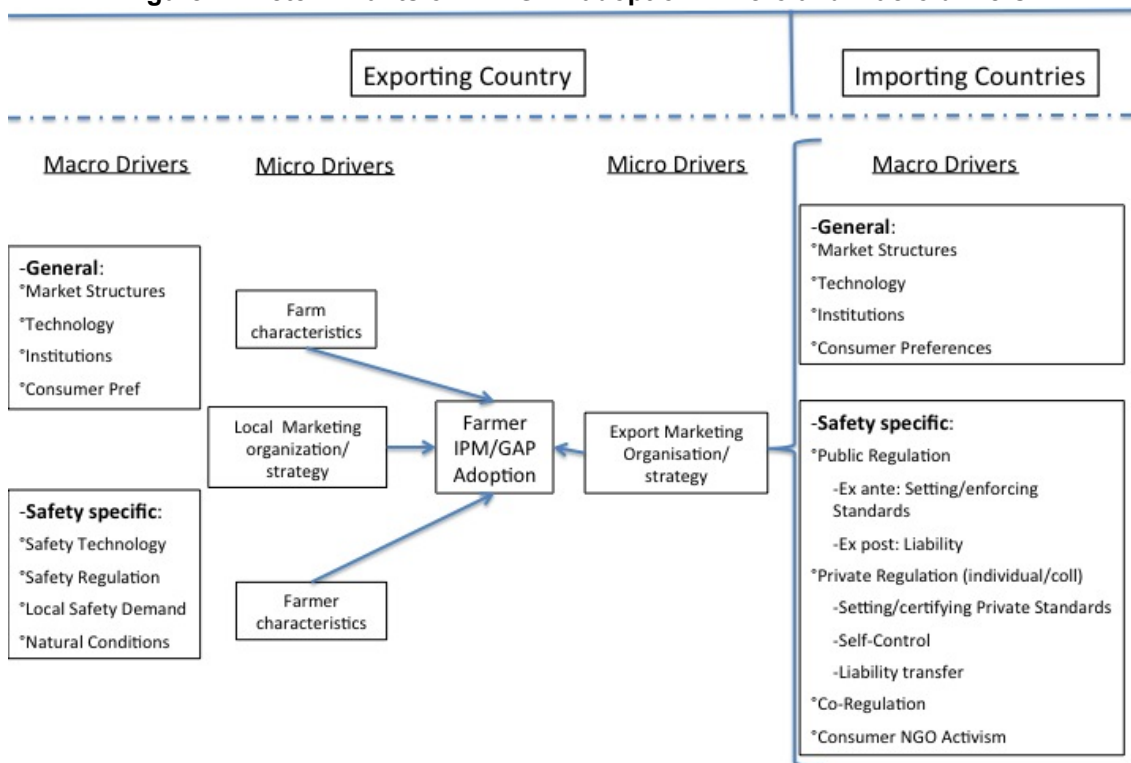 Exporting Country
Importing Countries
Macro Drivers
Micro Drivers
Micro Drivers
Macro Drivers
-General:
°Market Structures
°Technology
°Institutions
°Consumer Pref
-Safety specific:
°Safety Technology
°Safety Regulation
°Local Safety Demand
°Natural Conditions
Farm
characteristics
Local Marketing
organization/
strategy
Farmer
characteristics
Farmer
IPM/GAP
Adoption
Export Marketing
Organisation/
strategy
-General:
°Market Structures
°Technology
°Institutions
°Consumer Preferences
-Safety specific:
°Public Regulation
-Ex ante: Setting/enforcing
Standards
-Ex post: Liability
°Private Regulation (individual/coll)
-Setting/certifying Private Standards
-Self-Control
-Liability transfer
°Co-Regulation
°Consumer NGO Activism